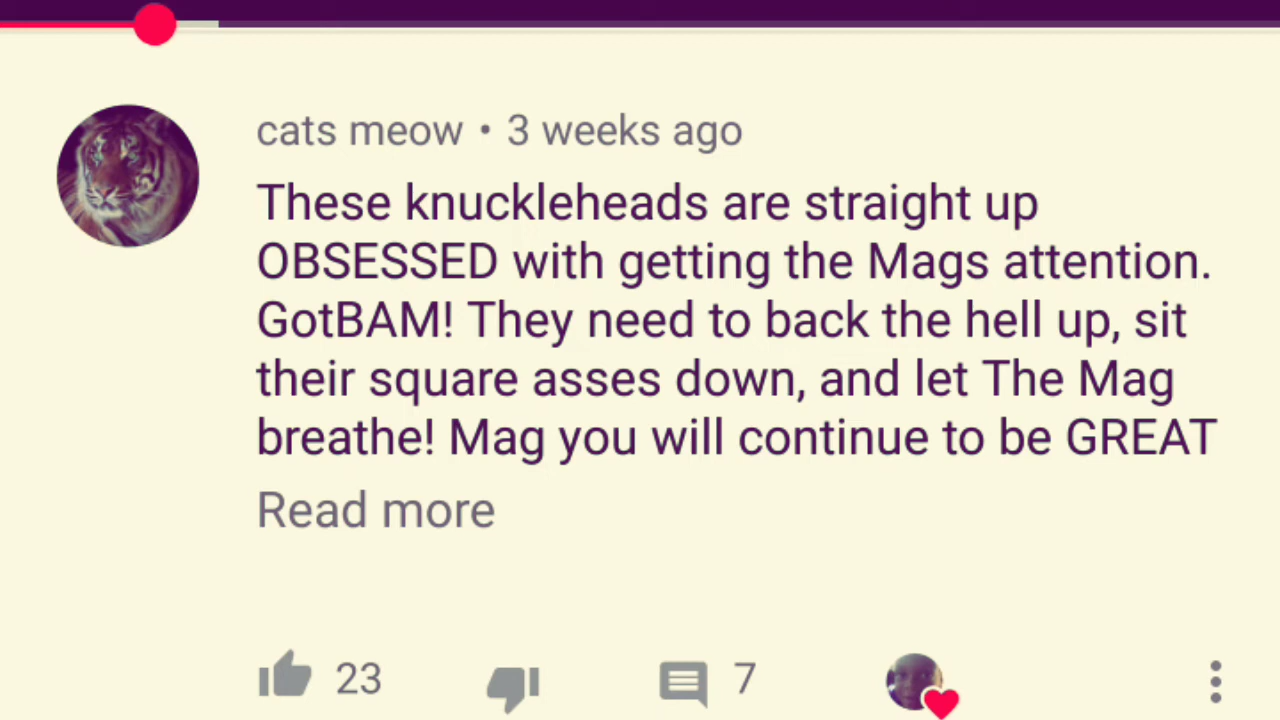 cats meow • 3 weeks ago
These knuckleheads are straight up
OBSESSED with getting the Mags attention.
GotBAM! They need to back the hell up, sit
their square asses down, and let The Mag
breathe! Mag you will continue to be GREAT
Read more
23 7